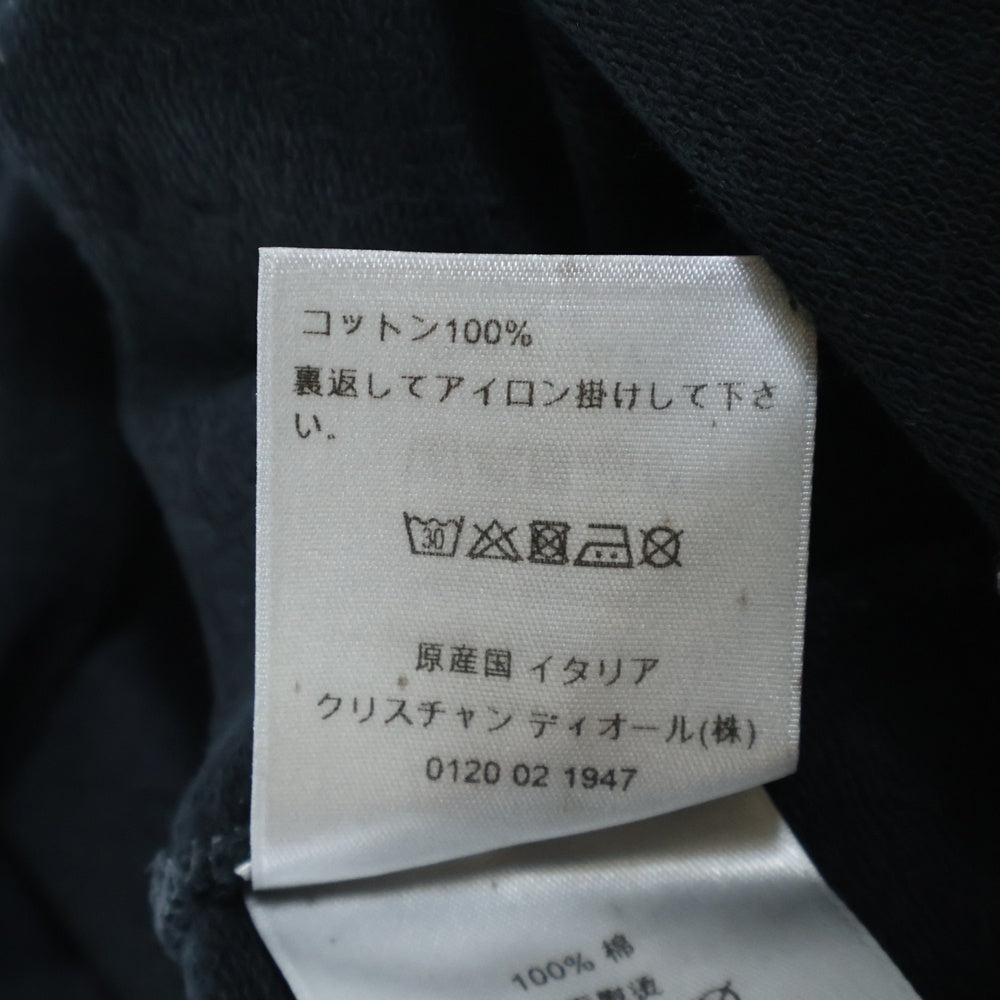 コットン100%
裏返してアイロン掛けして下さ
い。
30
原産国 イタリア
クリスチャン ディオール(株)
0120 02 1947
100% 棉